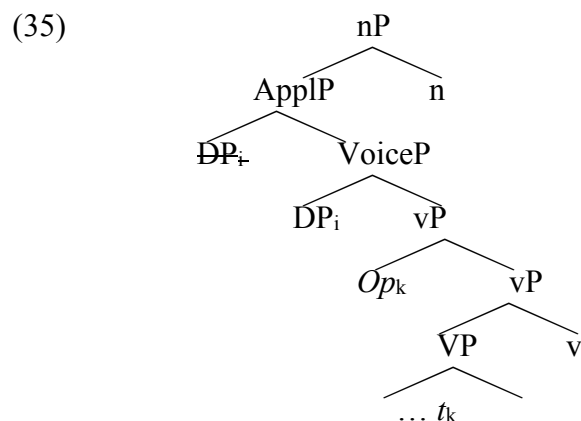 (35) nP
ApplP n
DPi VoiceP
DPi vP
Opk vP
VP v
… tk